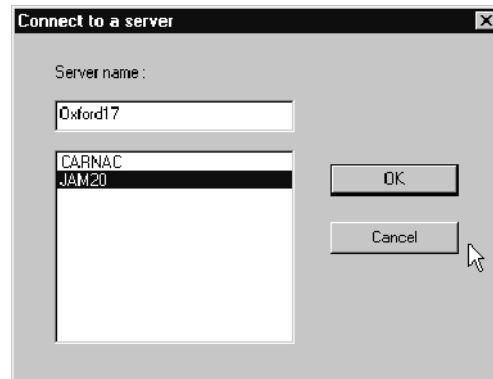 Connect to a server
Server name :
Oxford17
CARNAC
JAM20
OK
Cancel